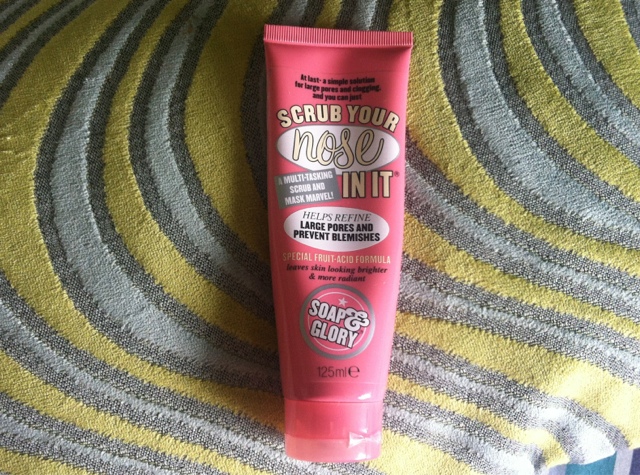 At last- a simple solution
for large pores and clogging,
and you can just
SCRUB YOUR
nose
IN IT®
A MULTI-TASKING
SCRUB AND
MASK MARVEL!
HELPS REFINE
LARGE PORES AND
PREVENT BLEMISHES
SPECIAL FRUIT-ACID FORMULA
leaves skin looking brighter
& more radiant
SOAP&
GLORY
125ml℮